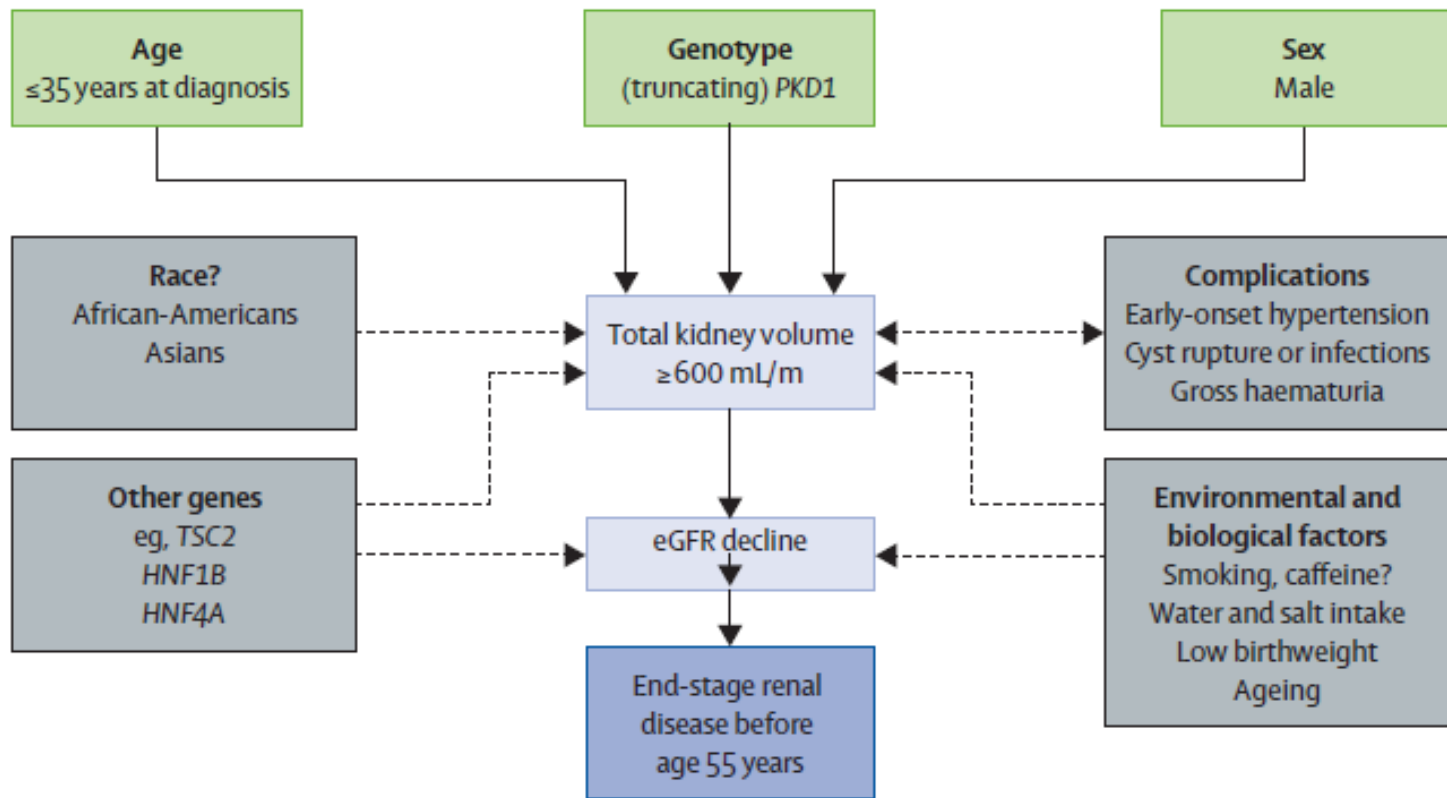 Age
≤35 years at diagnosis
Genotype
(truncating) PKD1
Sex
Male
Race?
African-Americans
Asians
Total kidney volume
≥600 mL/m
Complications
Early-onset hypertension
Cyst rupture or infections
Gross haematuria
Other genes
eg, TSC2
HNF1B
HNF4A
eGFR decline
Environmental and
biological factors
Smoking, caffeine?
Water and salt intake
Low birthweight
Ageing
End-stage renal
disease before
age 55 years